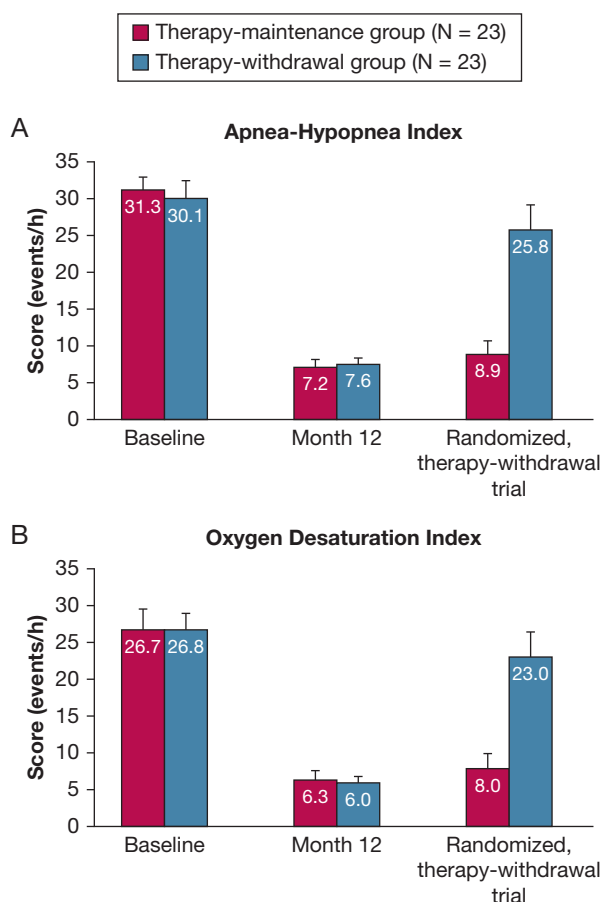 Therapy-maintenance group (N = 23)
Therapy-withdrawal group (N = 23)
A
Apnea-Hypopnea Index
Score (events/h)
35
30
25
20
15
10
5
0
31.3
30.1
7.2
7.6
8.9
25.8
Baseline
Month 12
Randomized,
therapy-withdrawal
trial
B
Oxygen Desaturation Index
Score (events/h)
35
30
25
20
15
10
5
0
26.7
26.8
6.3
6.0
8.0
23.0
Baseline
Month 12
Randomized,
therapy-withdrawal
trial